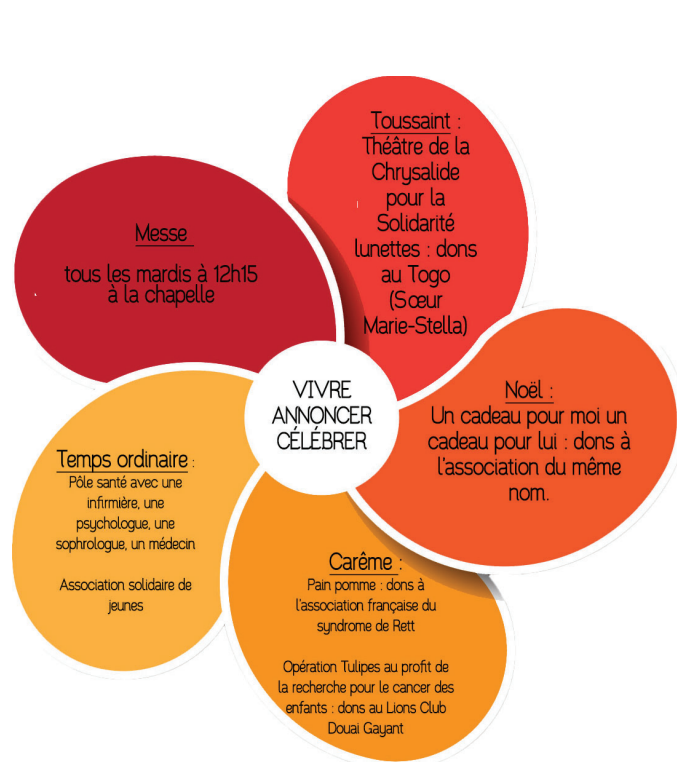 Toussaint :
Théâtre de la
Chrysalide
pour la
Solidarité
lunettes : dons
au Togo
(Sœur
Marie-Stella)
Messe
tous les mardis à 12h15
à la chapelle
VIVRE
ANNONCER
CÉLÉBRER
Noël :
Un cadeau pour moi un
cadeau pour lui : dons à
l'association du même
nom.
Temps ordinaire :
Pôle santé avec une
infirmière, une
psychologue, une
sophrologue, un médecin
Association solidaire de
jeunes
Carême :
Pain pomme : dons à
l'association française du
syndrome de Rett
Opération Tulipes au profit de
la recherche pour le cancer des
enfants : dons au Lions Club
Douai Gayant